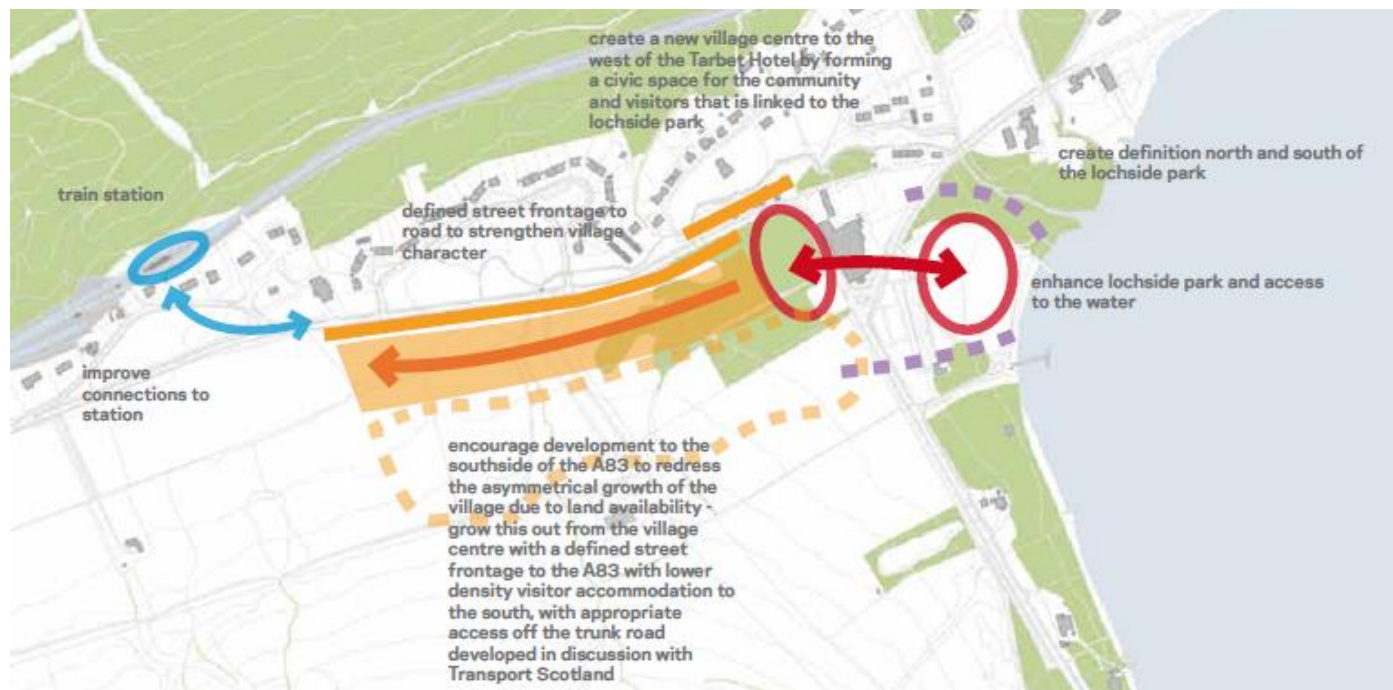 create a new village centre to the
west of the Tarbet Hotel by forming
a civic space for the community
and visitors that is linked to the
lochside park
create definition north and south of
the lochside park
train station
defined street frontage to
road to strengthen village
character
enhance lochside park and access
to the water
improve
connections to
station
encourage development to the
southside of the A83 to redress
the asymmetrical growth of the
village due to land availability -
grow this out from the village
centre with a defined street
frontage to the A83 with lower
density visitor accommodation to
the south, with appropriate
access off the trunk road
developed in discussion with
Transport Scotland